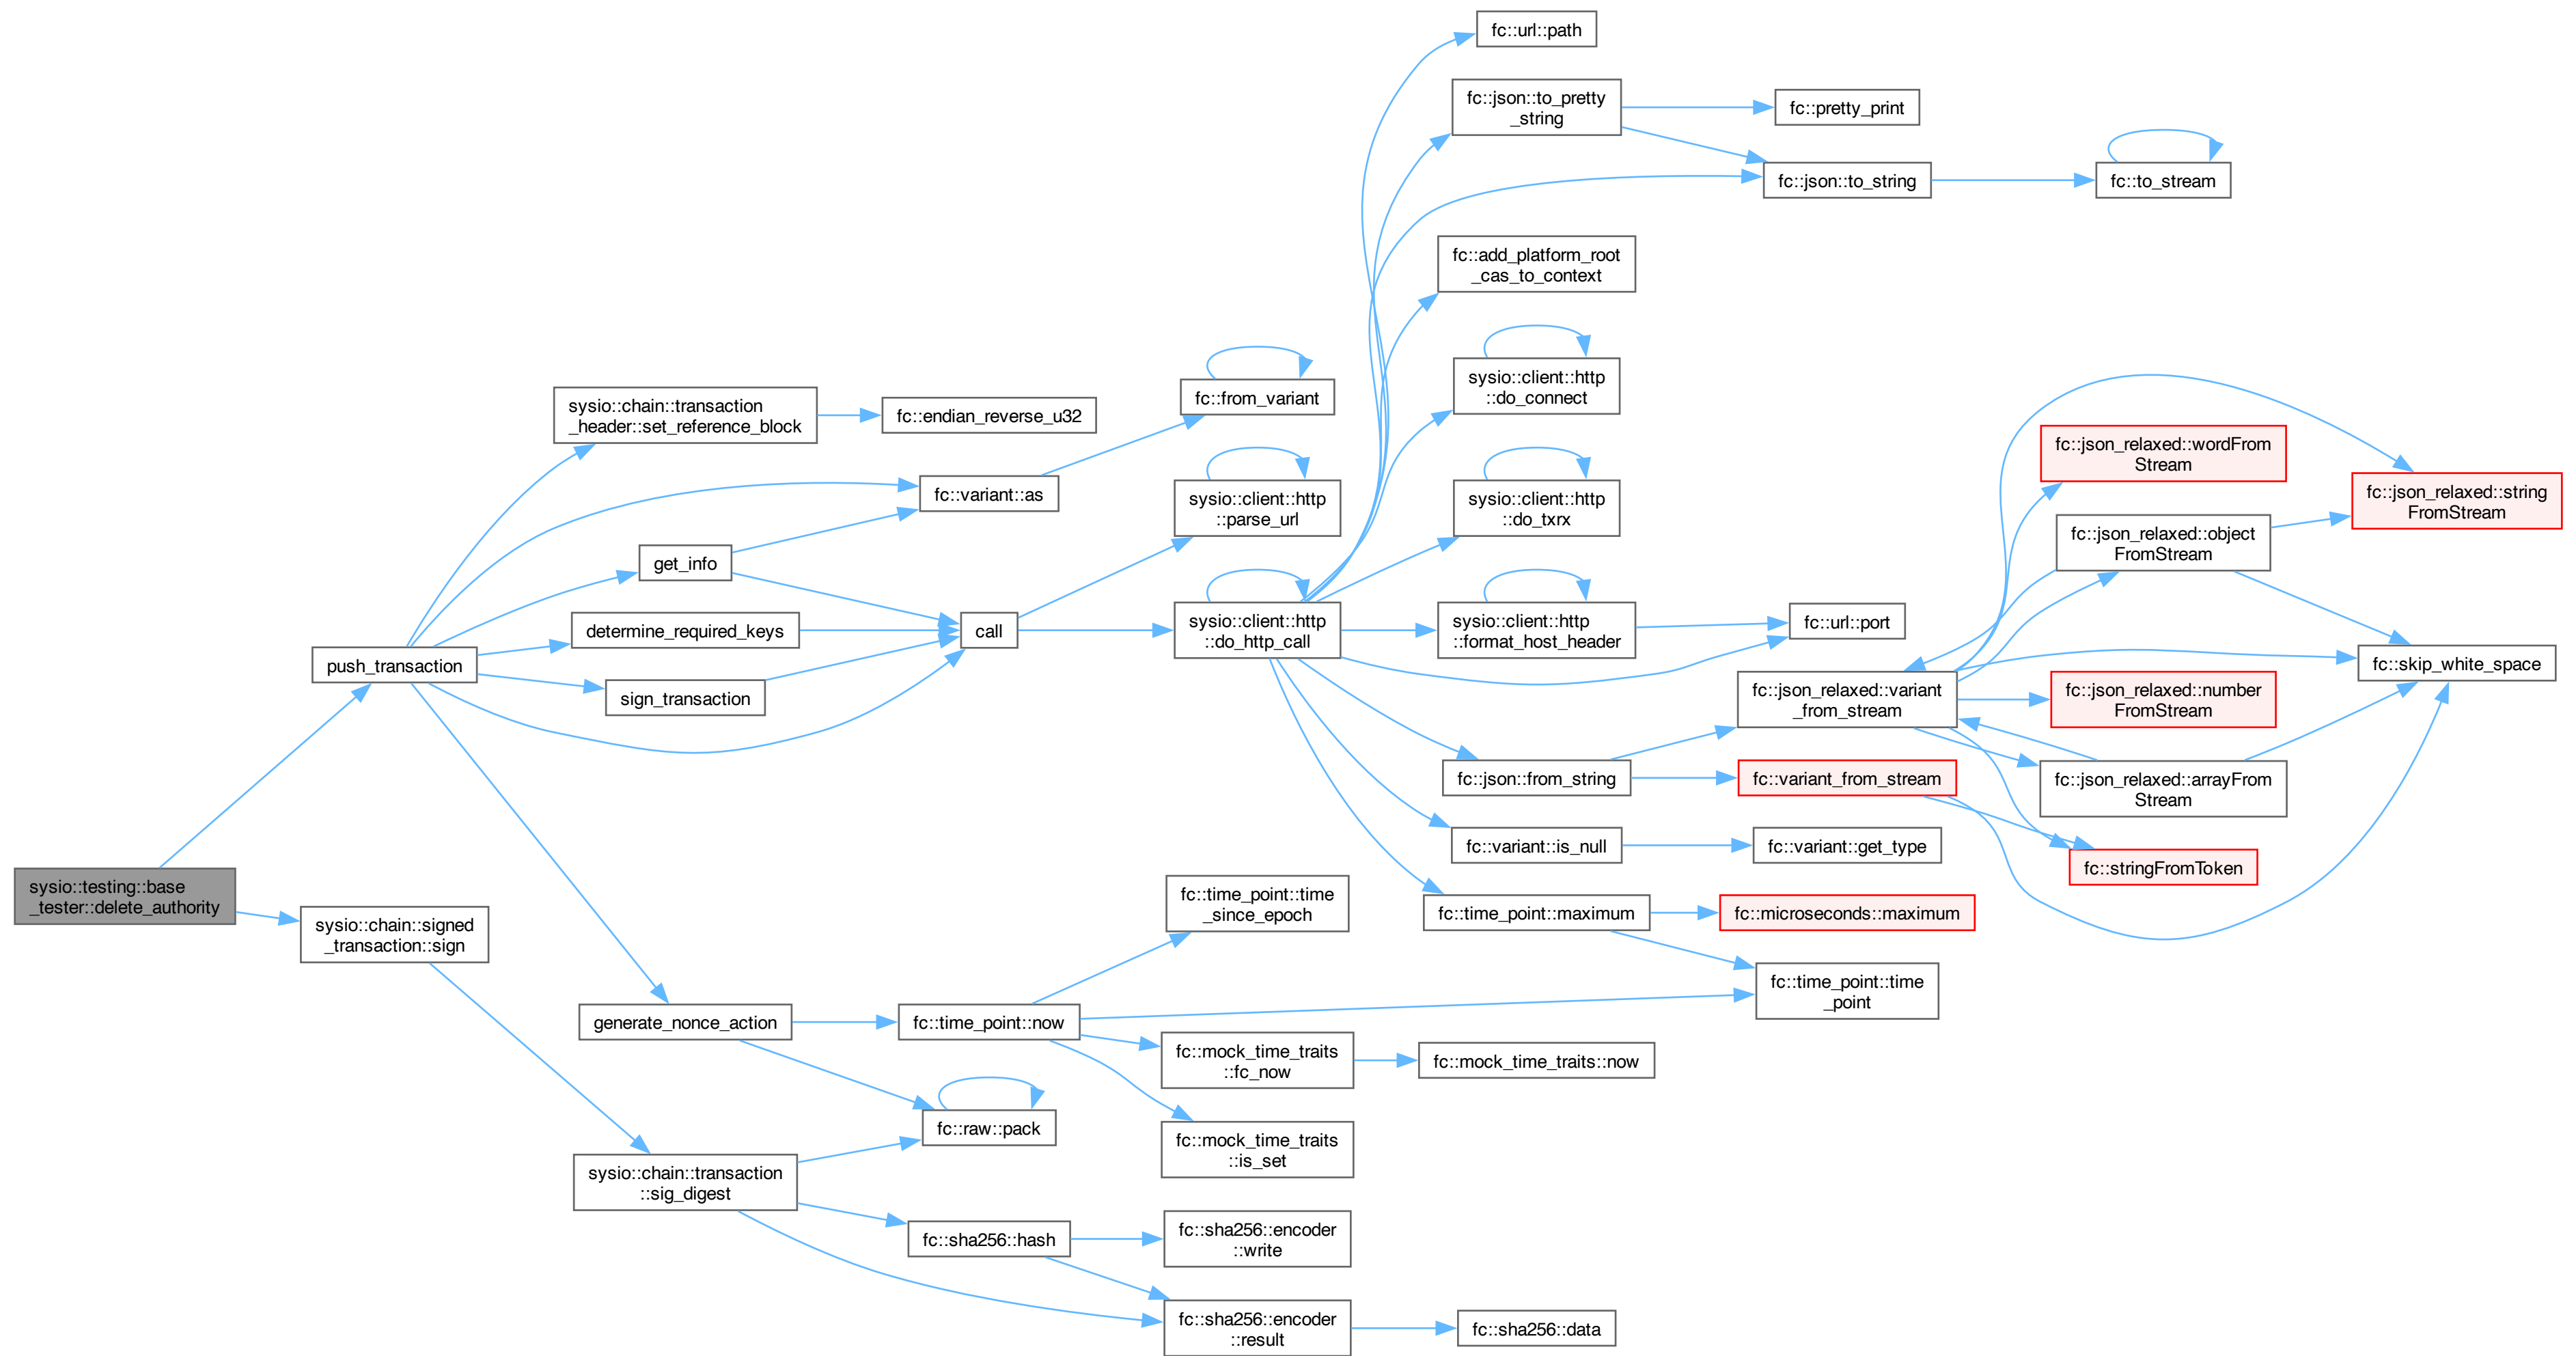 sysio::testing::base
_tester::delete_authority
push_transaction
sysio::chain::signed
_transaction::sign
sysio::chain::transaction
_header::set_reference_block
get_info
determine_required_keys
sign_transaction
generate_nonce_action
sysio::chain::transaction
::sig_digest
fc::endian_reverse_u32
fc::variant::as
call
fc::time_point::now
fc::raw::pack
fc::sha256::hash
fc::from_variant
sysio::client::http
::parse_url
sysio::client::http
::do_http_call
fc::time_point::time
_since_epoch
fc::mock_time_traits
::fc_now
fc::mock_time_traits
::is_set
fc::sha256::encoder
::write
fc::sha256::encoder
::result
fc::url::path
fc::json::to_pretty
_string
fc::add_platform_root
_cas_to_context
sysio::client::http
::do_connect
sysio::client::http
::do_txrx
sysio::client::http
::format_host_header
fc::json::from_string
fc::variant::is_null
fc::time_point::maximum
fc::mock_time_traits::now
fc::sha256::data
fc::pretty_print
fc::json::to_string
fc::url::port
fc::json_relaxed::variant
_from_stream
fc::variant_from_stream
fc::variant::get_type
fc::microseconds::maximum
fc::time_point::time
_point
fc::to_stream
fc::json_relaxed::wordFrom
Stream
fc::json_relaxed::object
FromStream
fc::json_relaxed::number
FromStream
fc::json_relaxed::arrayFrom
Stream
fc::stringFromToken
fc::json_relaxed::string
FromStream
fc::skip_white_space